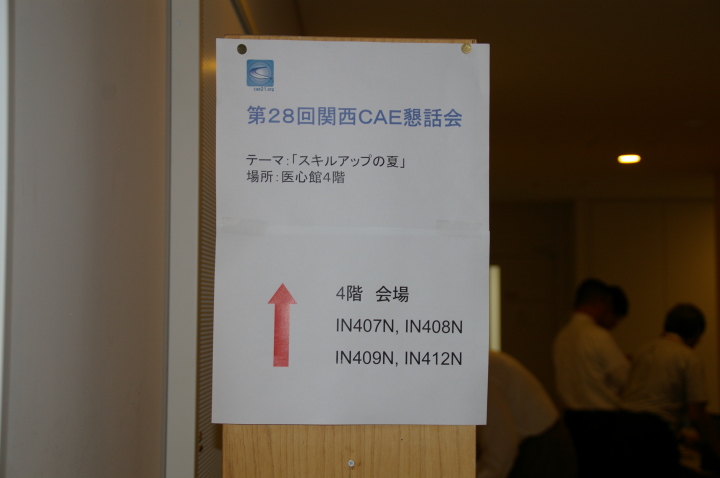 第28回関西CAE懇話会
テーマ:「スキルアップの夏」
場所:医心館4階
4階 会場
IN407N, IN408N
IN409N, IN412N